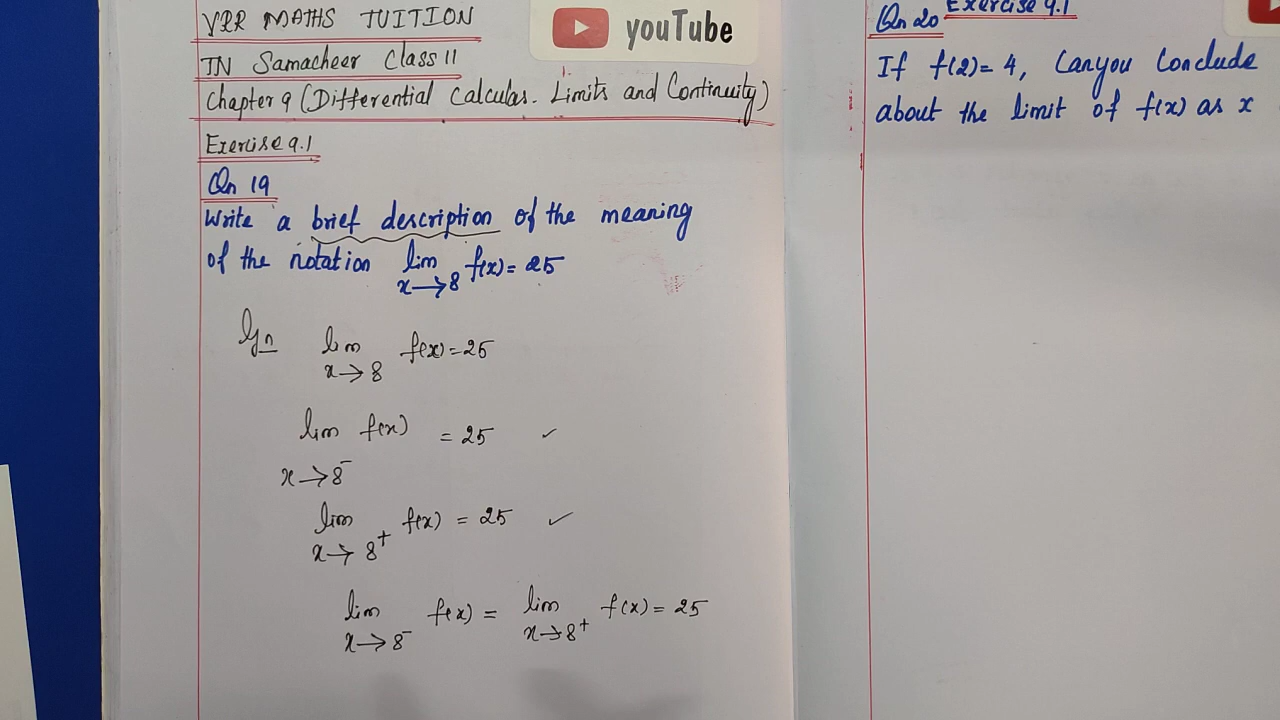 YRR MATHS TUITION
TN Samacheer Class 11
Chapter 9 (Differential Calculas. Limits and Continuity)
Exercise 9.1
Qn 19
Write a brief description of the meaning
of the notation lim f(x) = 25
x→8
Gn lim f(x) = 25
x→8
lim f(x) = 25 ✓
x→8⁻
lim f(x) = 25 ✓
x→8⁺
lim f(x) = lim f(x) = 25
x→8⁻ x→8⁺
youTube
Exercise 9.1
Qn 20
If f(2) = 4, Can you Conclude
about the limit of f(x) as x